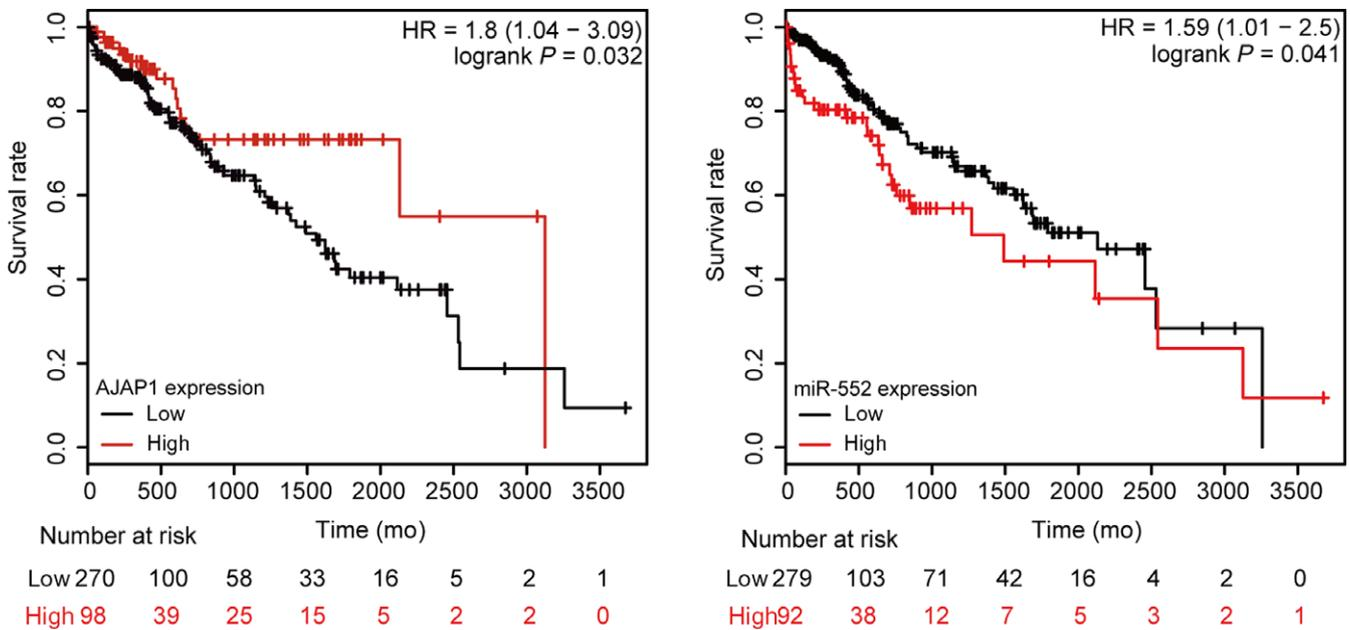 HR = 1.8 (1.04 – 3.09)
logrank P = 0.032
Survival rate
1.0
0.8
0.6
0.4
0.2
0.0
AJAP1 expression
Low
High
0 500 1000 1500 2000 2500 3000 3500
Time (mo)
Number at risk
Low 270 100 58 33 16 5 2 1
High 98 39 25 15 5 2 2 0
HR = 1.59 (1.01 – 2.5)
logrank P = 0.041
Survival rate
1.0
0.8
0.6
0.4
0.2
0.0
miR-552 expression
Low
High
0 500 1000 1500 2000 2500 3000 3500
Time (mo)
Number at risk
Low 279 103 71 42 16 4 2 0
High 92 38 12 7 5 3 2 1